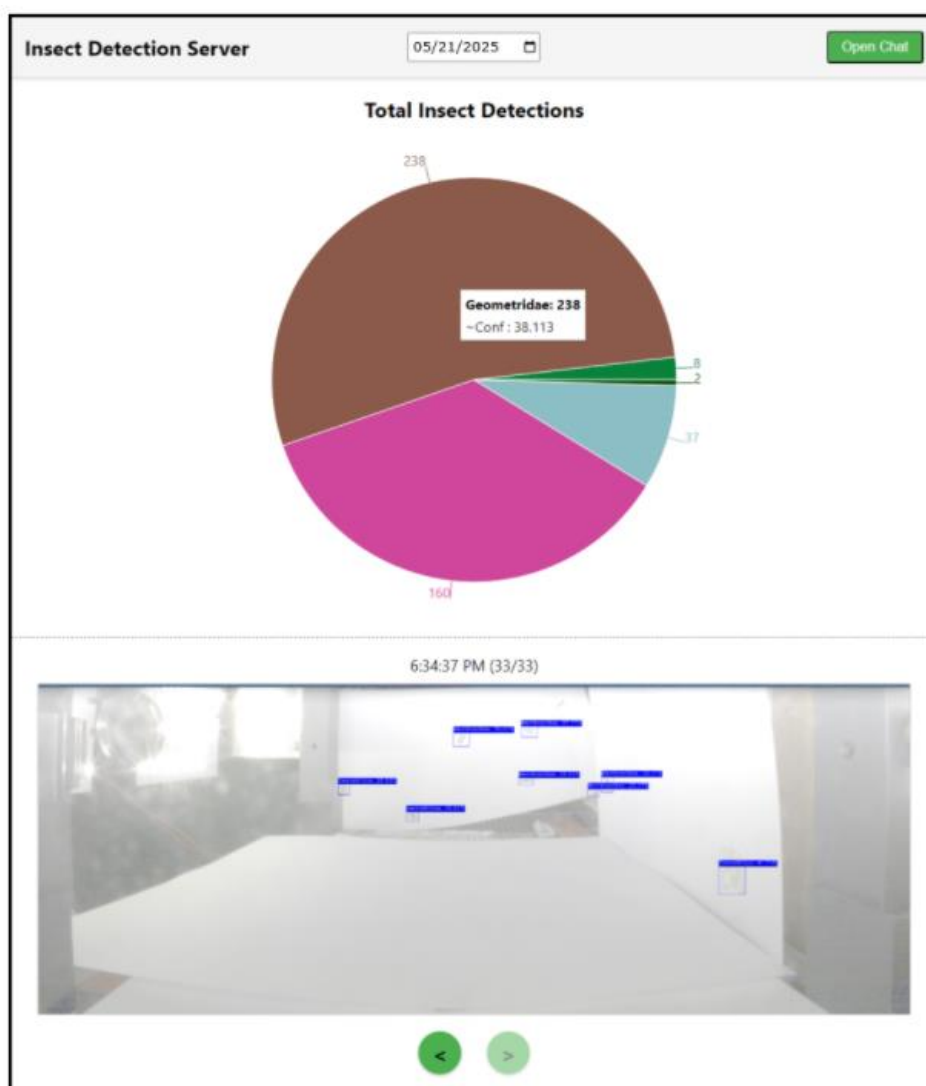 Insect Detection Server
05/21/2025
Open Chat
Total Insect Detections
238
Geometridae: 238
~Conf : 38.113
8
2
37
160
6:34:37 PM (33/33)
<
>